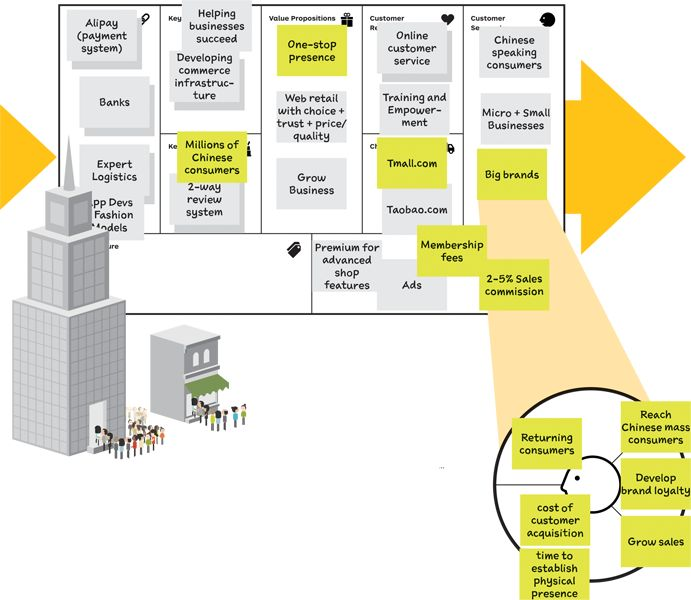 Alipay
(payment
system)
Banks
Expert
Logistics
App Devs
Fashion
Models
Key
Helping
businesses
succeed
Developing
commerce
infrastruc-
ture
Millions of
Chinese
consumers
2-way
review
system
Value Propositions
One-stop
presence
Web retail
with choice +
trust + price/
quality
Grow
Business
Customer
Online
customer
service
Training and
Empower-
ment
Tmall.com
Taobao.com
Customer
Chinese
speaking
consumers
Micro + Small
Businesses
Big brands
Premium for
advanced
shop
features
Ads
Membership
fees
2-5% Sales
commission
...
Returning
consumers
cost of
customer
acquisition
time to
establish
physical
presence
Reach
Chinese mass
consumers
Develop
brand loyalty
Grow sales